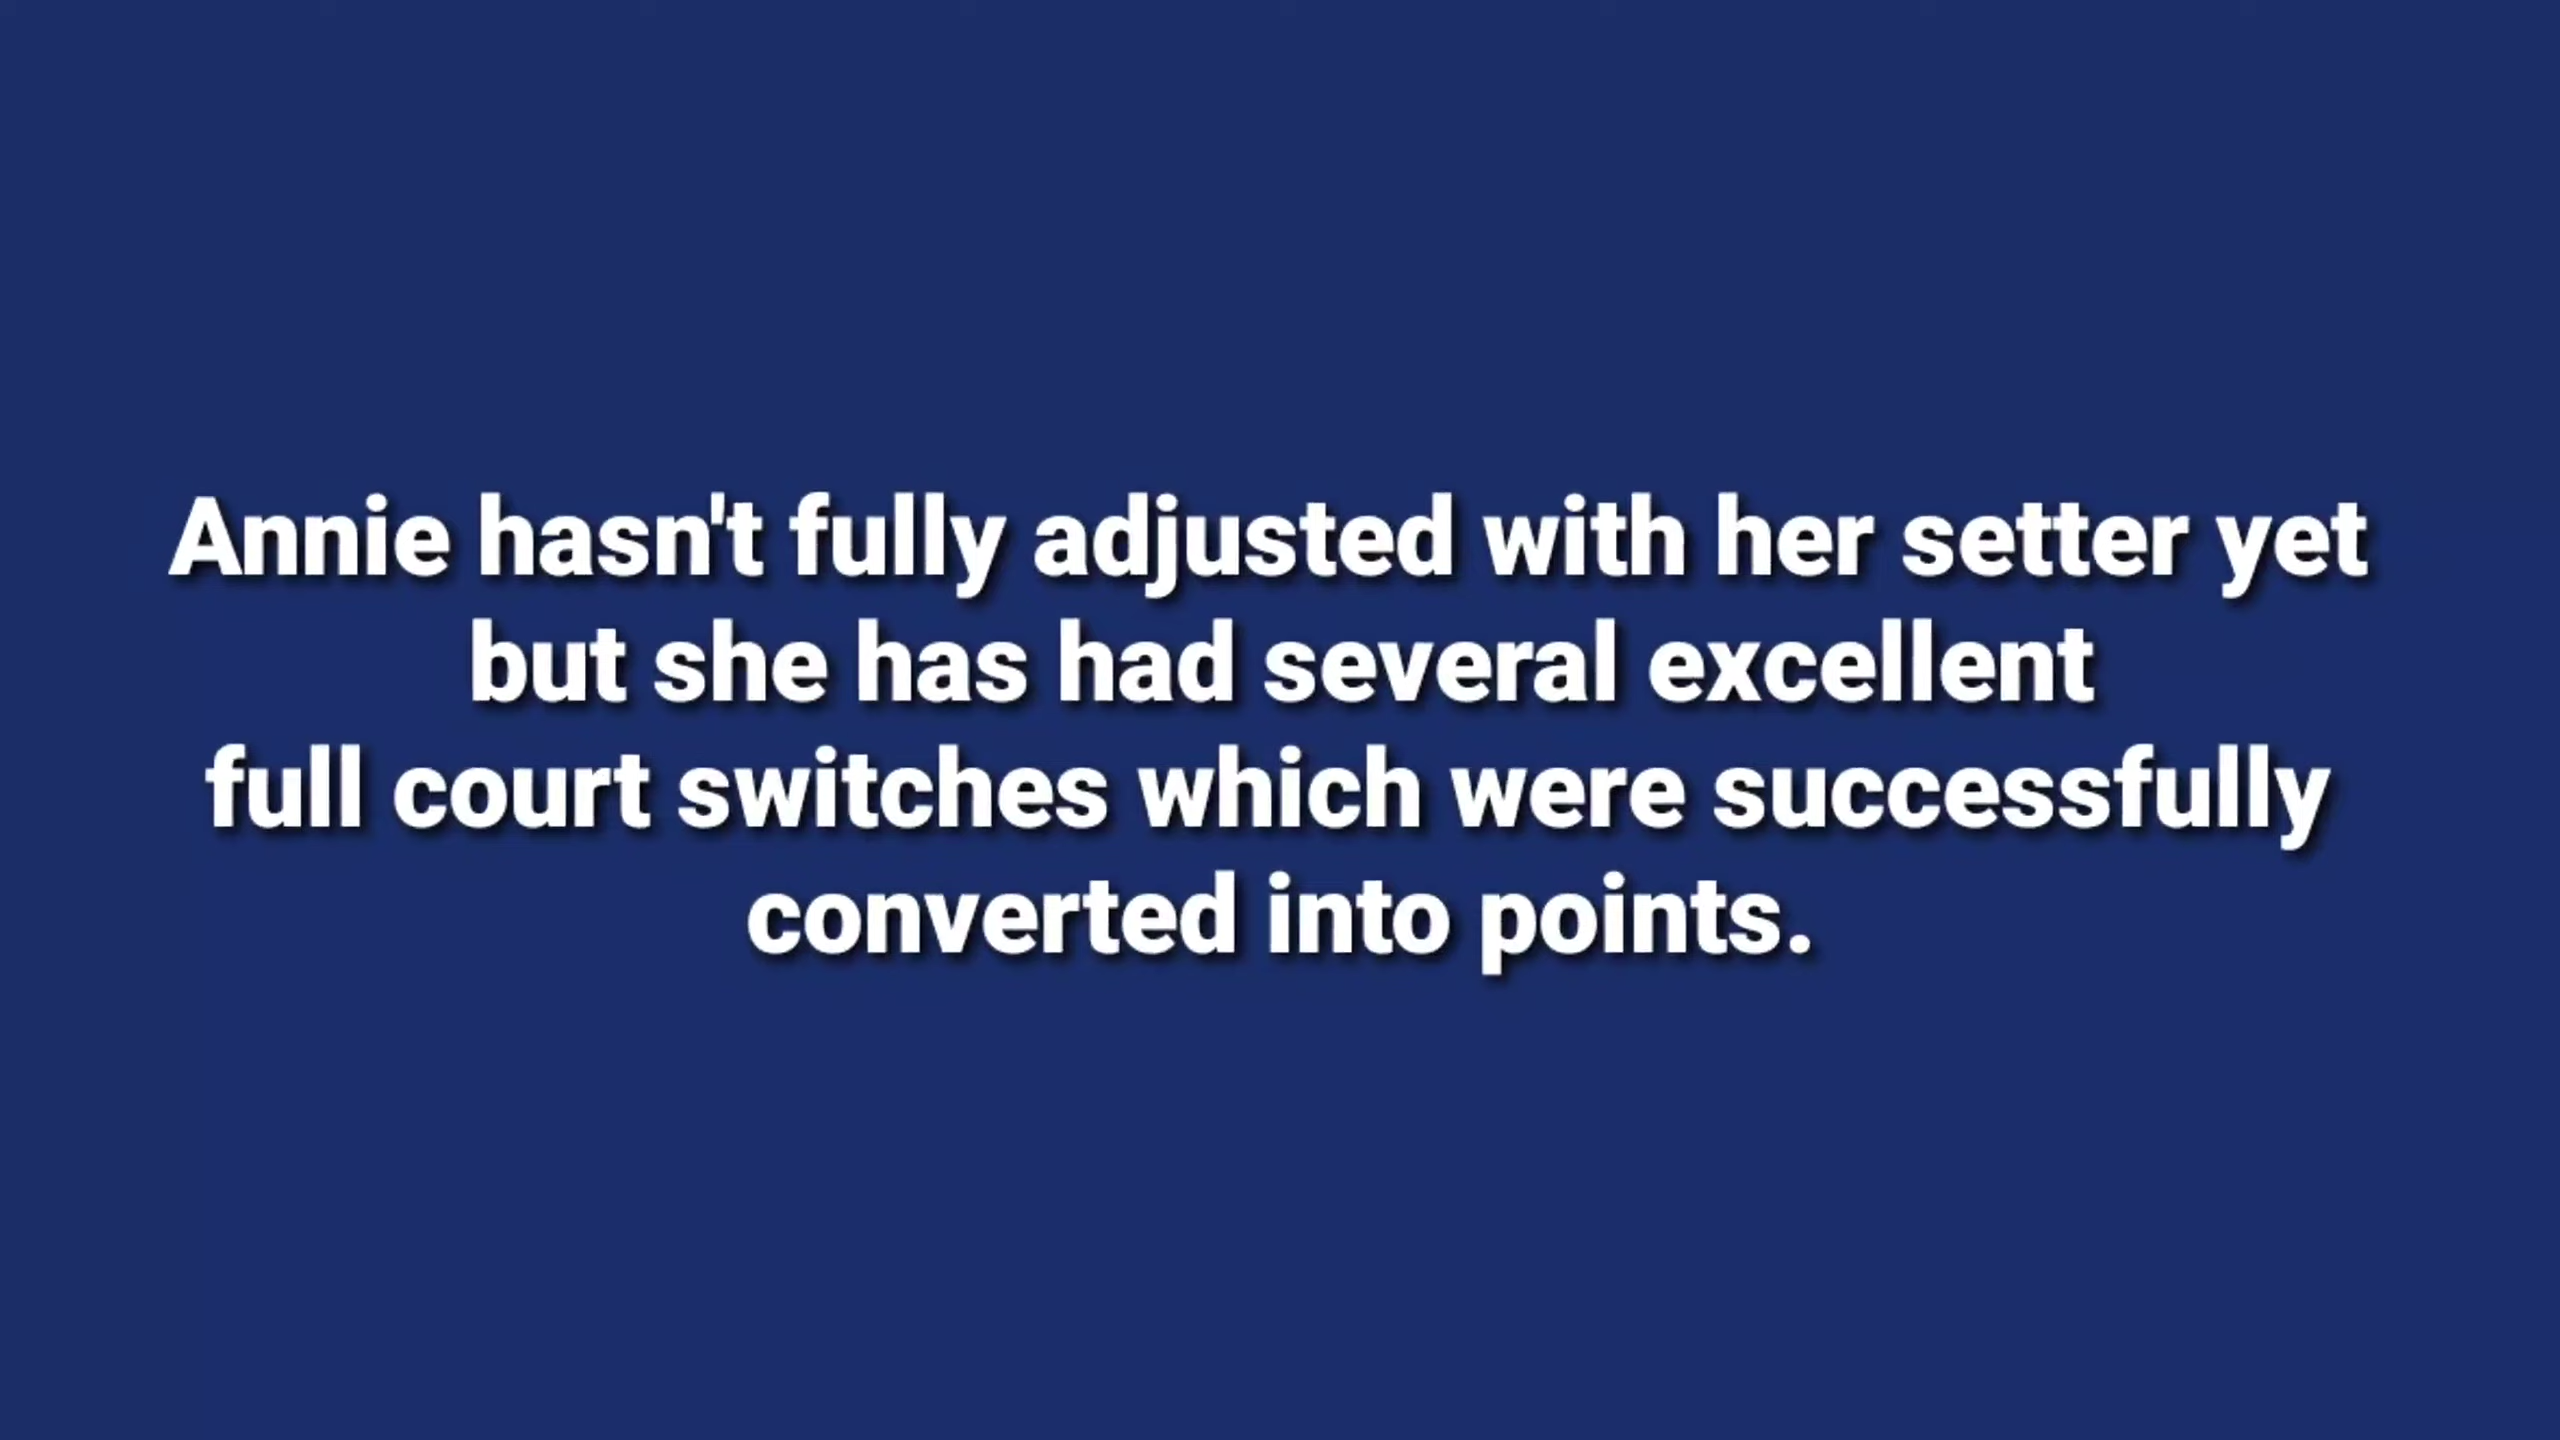 Annie hasn't fully adjusted with her setter yet
but she has had several excellent
full court switches which were successfully
converted into points.